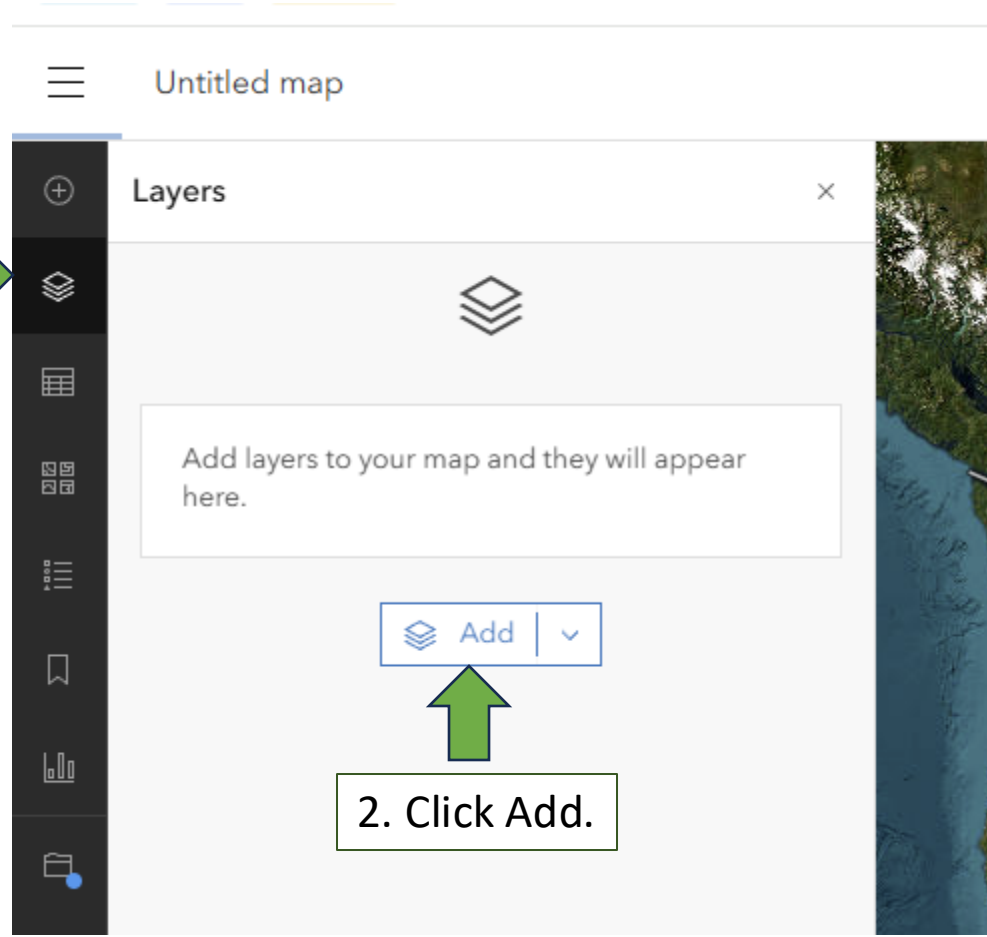 Untitled map
Layers
Add layers to your map and they will appear
here.
Add
2. Click Add.